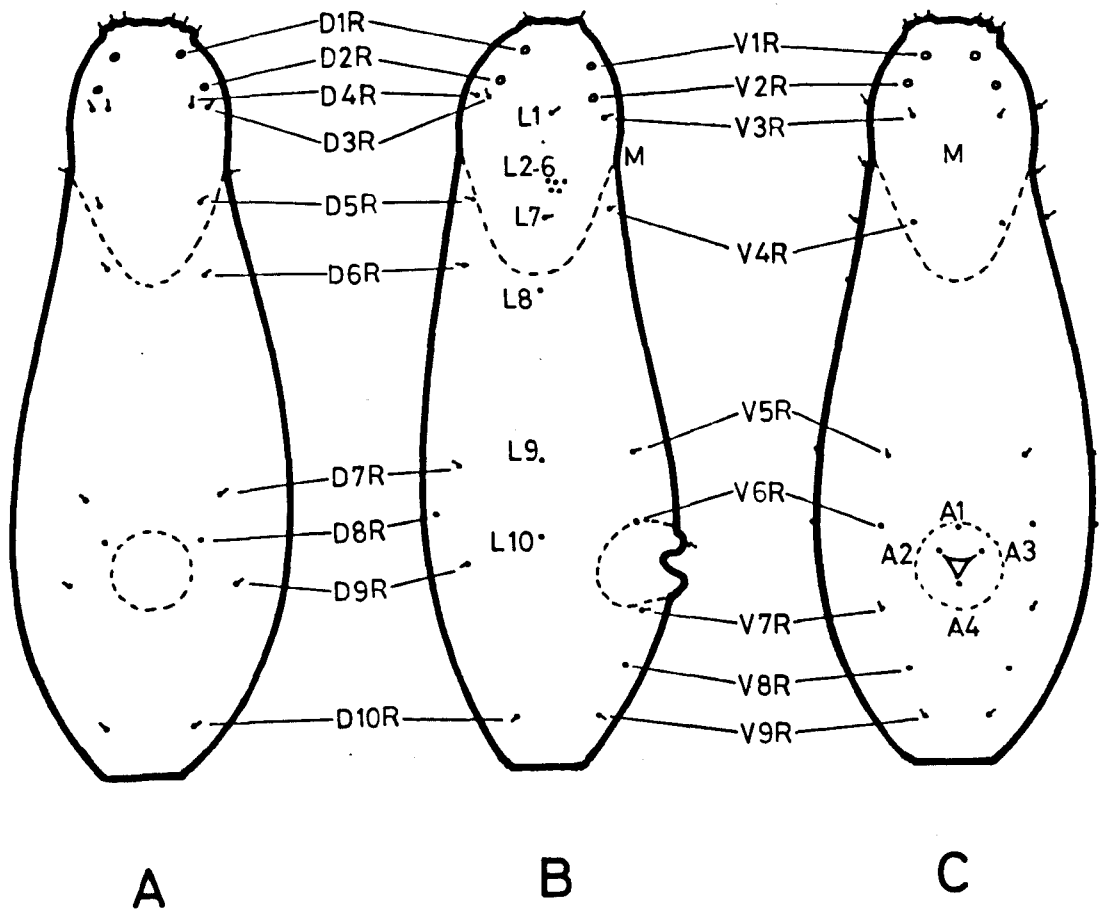 D1R
D2R
D4R
D3R
D5R
D6R
D7R
D8R
D9R
D10R
L1
L2-6
L7
L8
L9
L10
M
V1R
V2R
V3R
V4R
V5R
V6R
V7R
V8R
V9R
M
A1
A2 A3
A4
A B C